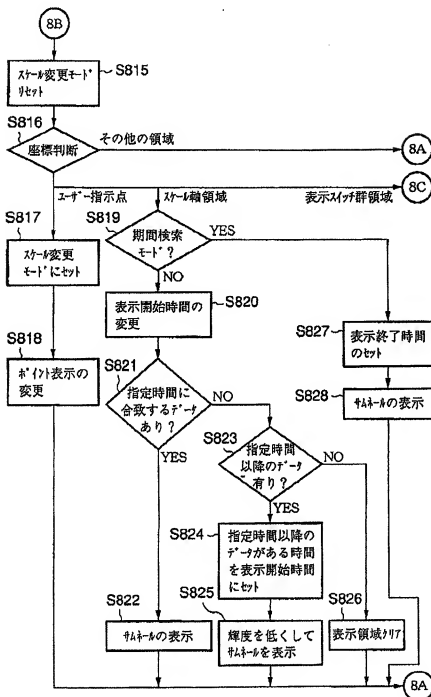 8B
スケール変更モード
リセット
S815
S816
座標判断
その他の領域
8A
ユーザー指示点
スケール軸領域
表示スイッチ群領域
8C
S817
スケール変更
モードにセット
S818
ポイント表示の
変更
S819
期間検索
モード?
YES
NO
S820
表示開始時間の
変更
S821
指定時間に
合致するデータ
あり?
NO
YES
S822
サムネールの表示
S823
指定時間
以降のデータ
有り?
NO
YES
S824
指定時間以降の
データがある時間
を表示開始時間
にセット
S825
輝度を低くして
サムネールを表示
S826
表示領域クリア
S827
表示終了時間
のセット
S828
サムネールの表示
8A